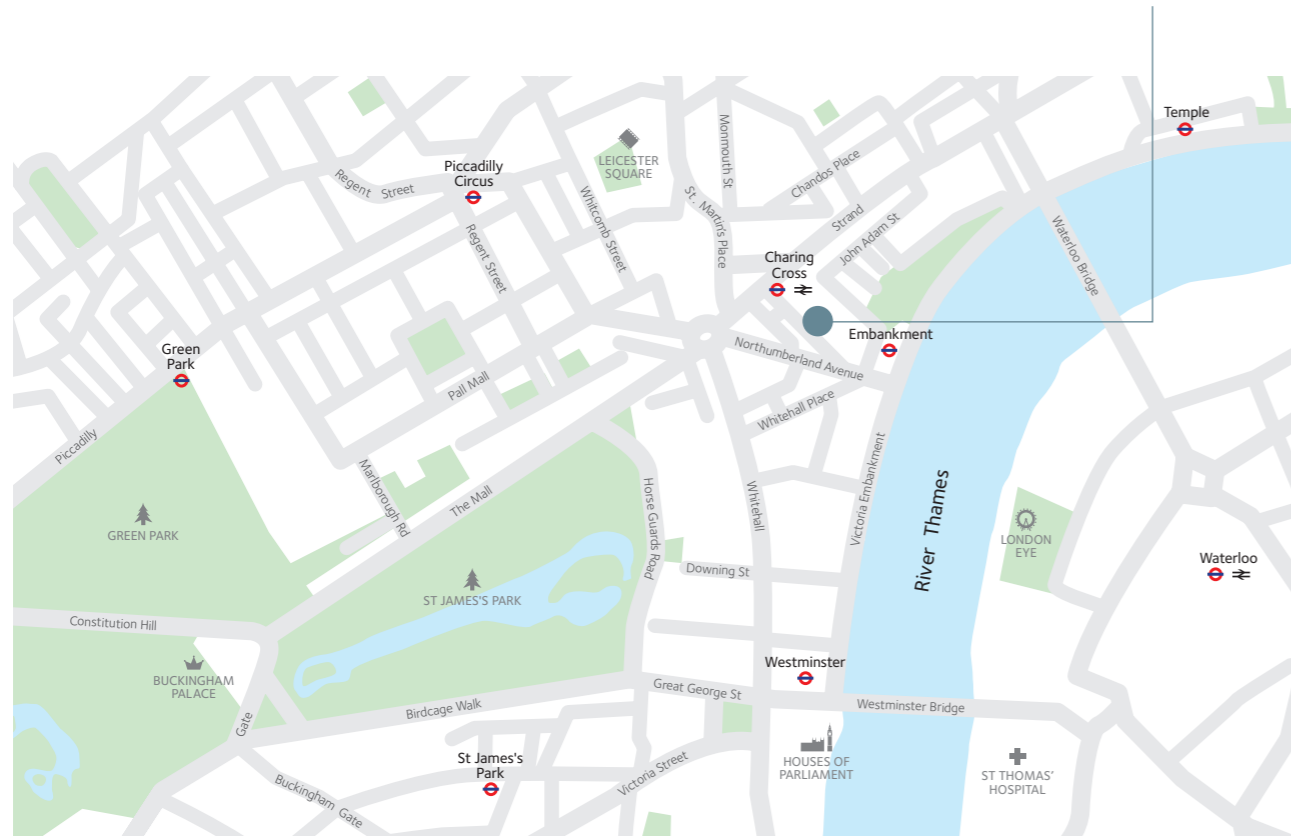 Temple
Monmouth St
Chandos Place
LEICESTER
SQUARE
Piccadilly
Circus
Regent Street
Whitcomb Street
St. Martin's Place
Strand
John Adam St
Waterloo Bridge
Regent Street
Charing
Cross
Embankment
Northumberland Avenue
Green
Park
Pall Mall
Whitehall Place
Piccadilly
Marlborough Rd
The Mall
Horse Guards Road
Whitehall
Victoria Embankment
River Thames
GREEN PARK
LONDON
EYE
Waterloo
Downing St
ST JAMES'S PARK
Constitution Hill
BUCKINGHAM
PALACE
Westminster
Great George St
Westminster Bridge
Birdcage Walk
Gate
HOUSES OF
PARLIAMENT
ST THOMAS'
HOSPITAL
St James's
Park
Victoria Street
Buckingham Gate